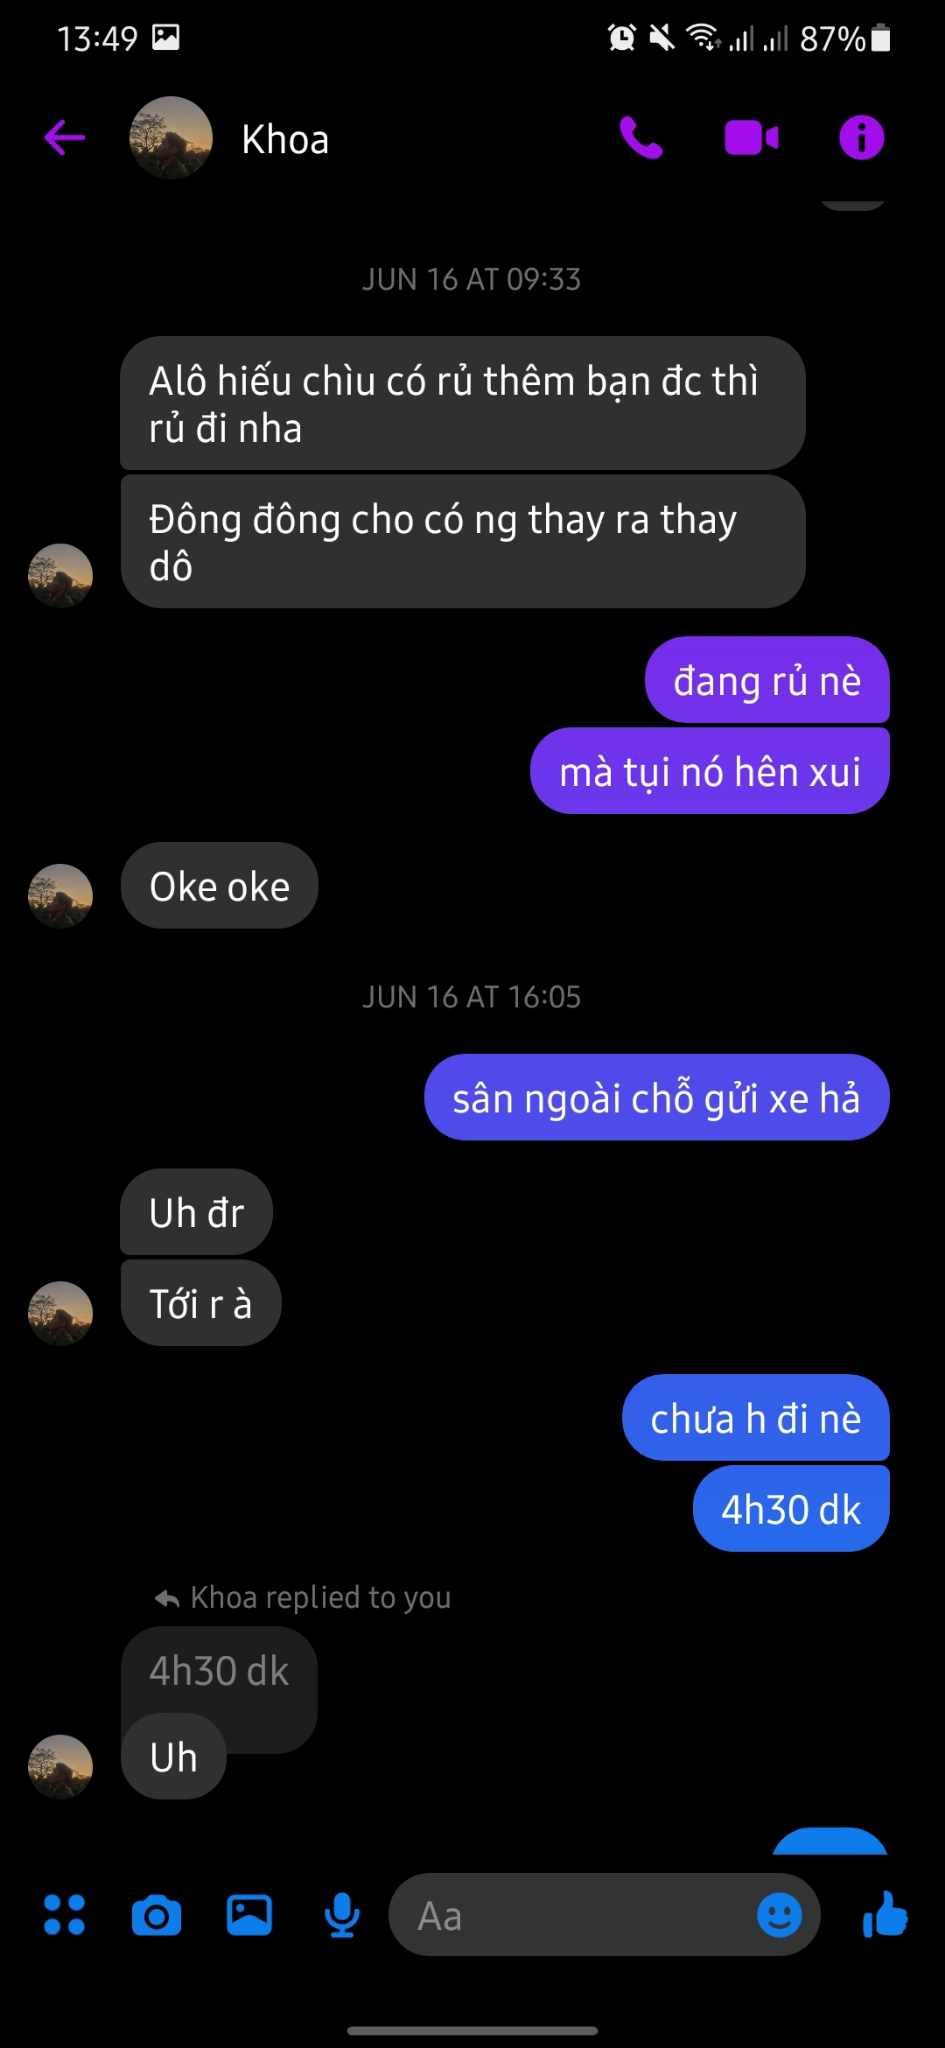 13:49
87%
Khoa
JUN 16 AT 09:33
Alô hiếu chìu có rủ thêm bạn đc thì
rủ đi nha
Đông đông cho có ng thay ra thay
dô
đang rủ nè
mà tụi nó hên xui
Oke oke
JUN 16 AT 16:05
sân ngoài chỗ gửi xe hả
Uh đr
Tới r à
chưa h đi nè
4h30 dk
Khoa replied to you
4h30 dk
Uh
Aa